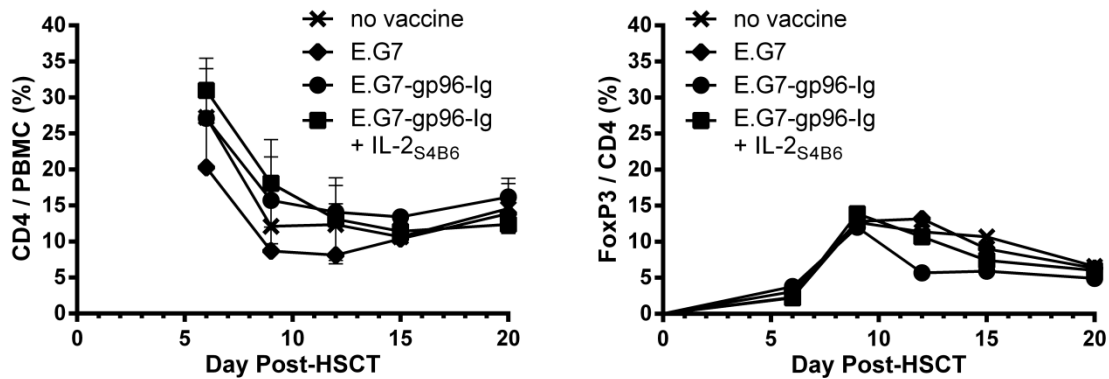 CD4 / PBMC (%)
40
35
30
25
20
15
10
5
0
no vaccine
E.G7
E.G7-gp96-Ig
E.G7-gp96-Ig
+ IL-2S4B6
0 5 10 15 20
Day Post-HSCT
FoxP3 / CD4 (%)
40
35
30
25
20
15
10
5
0
no vaccine
E.G7
E.G7-gp96-Ig
E.G7-gp96-Ig
+ IL-2S4B6
0 5 10 15 20
Day Post-HSCT